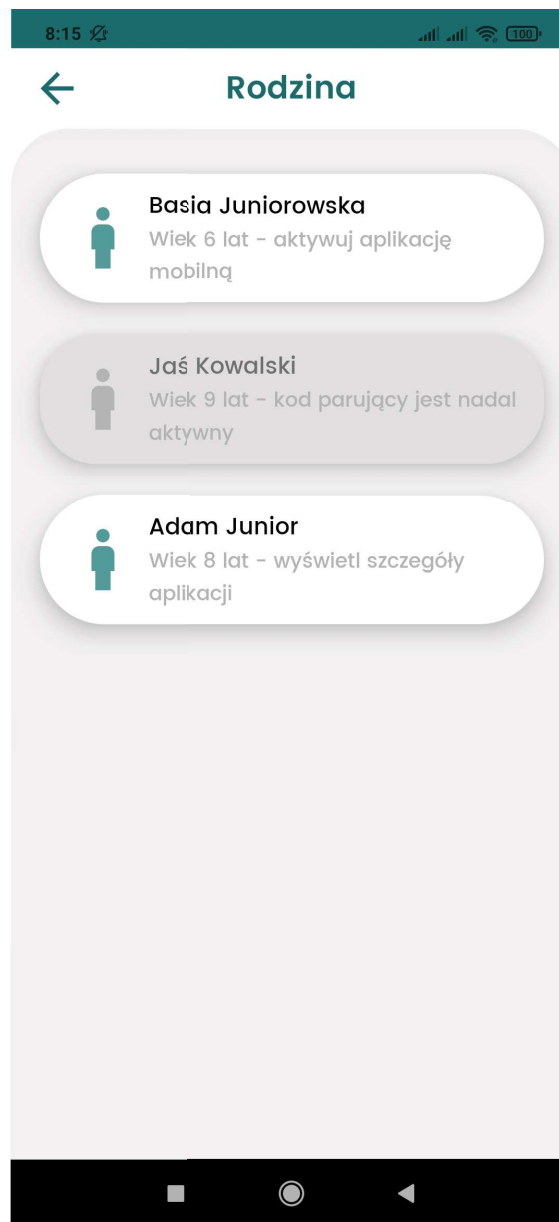 8:15
100
Rodzina
Basia Juniorowska
Wiek 6 lat - aktywuj aplikację
mobilną
Jaś Kowalski
Wiek 9 lat - kod parujący jest nadal
aktywny
Adam Junior
Wiek 8 lat - wyświetl szczegóły
aplikacji